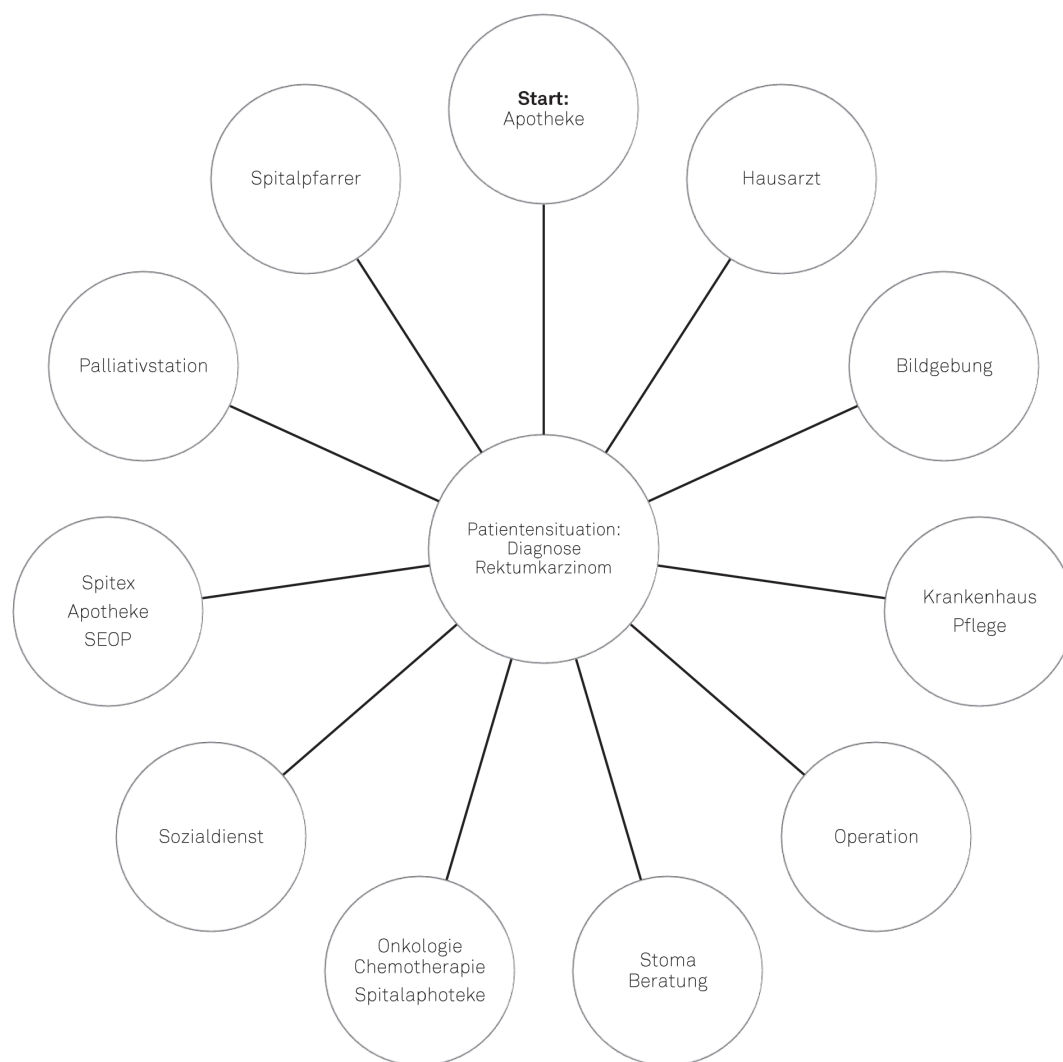 Start:
Apotheke
Hausarzt
Bildgebung
Krankenhaus
Pflege
Operation
Stoma
Beratung
Onkologie
Chemotherapie
Spitalaphoteke
Sozialdienst
Spitex
Apotheke
SEOP
Palliativstation
Spitalpfarrer
Patientensituation:
Diagnose
Rektumkarzinom